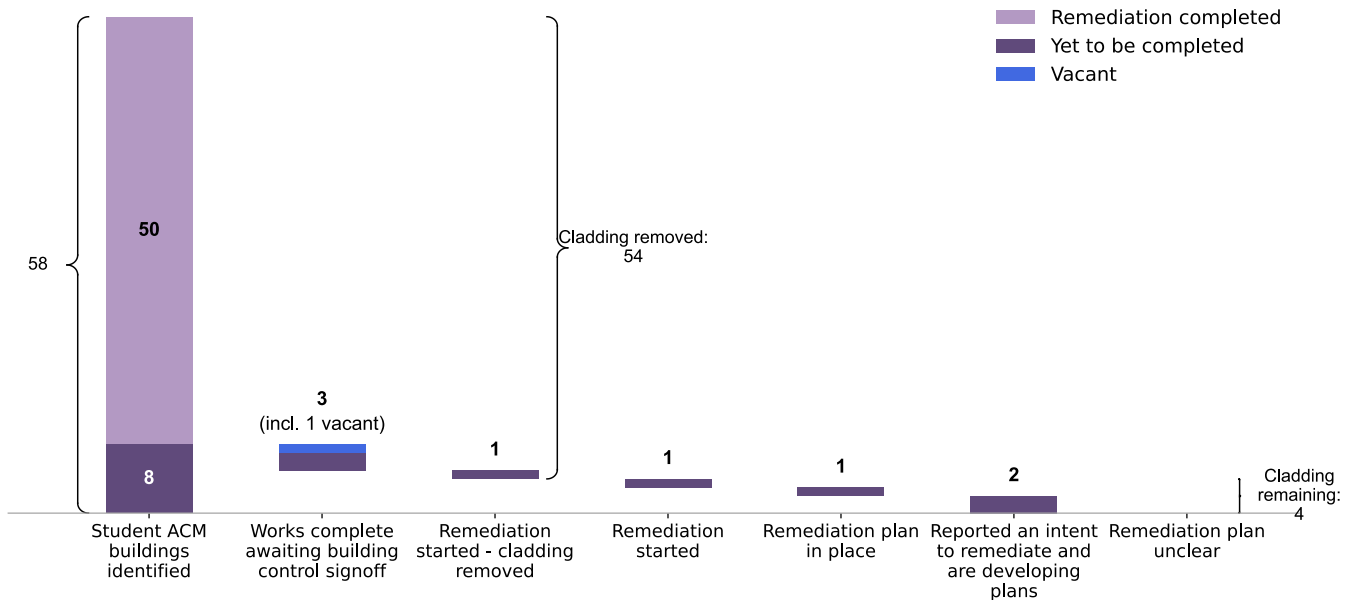 Remediation completed
Yet to be completed
Vacant
58
50
8
3
(incl. 1 vacant)
1
Cladding removed:
54
1
1
2
Cladding
remaining:
4
Student ACM
buildings
identified
Works complete
awaiting building
control signoff
Remediation
started - cladding
removed
Remediation
started
Remediation plan
in place
Reported an intent
to remediate and
are developing
plans
Remediation plan
unclear